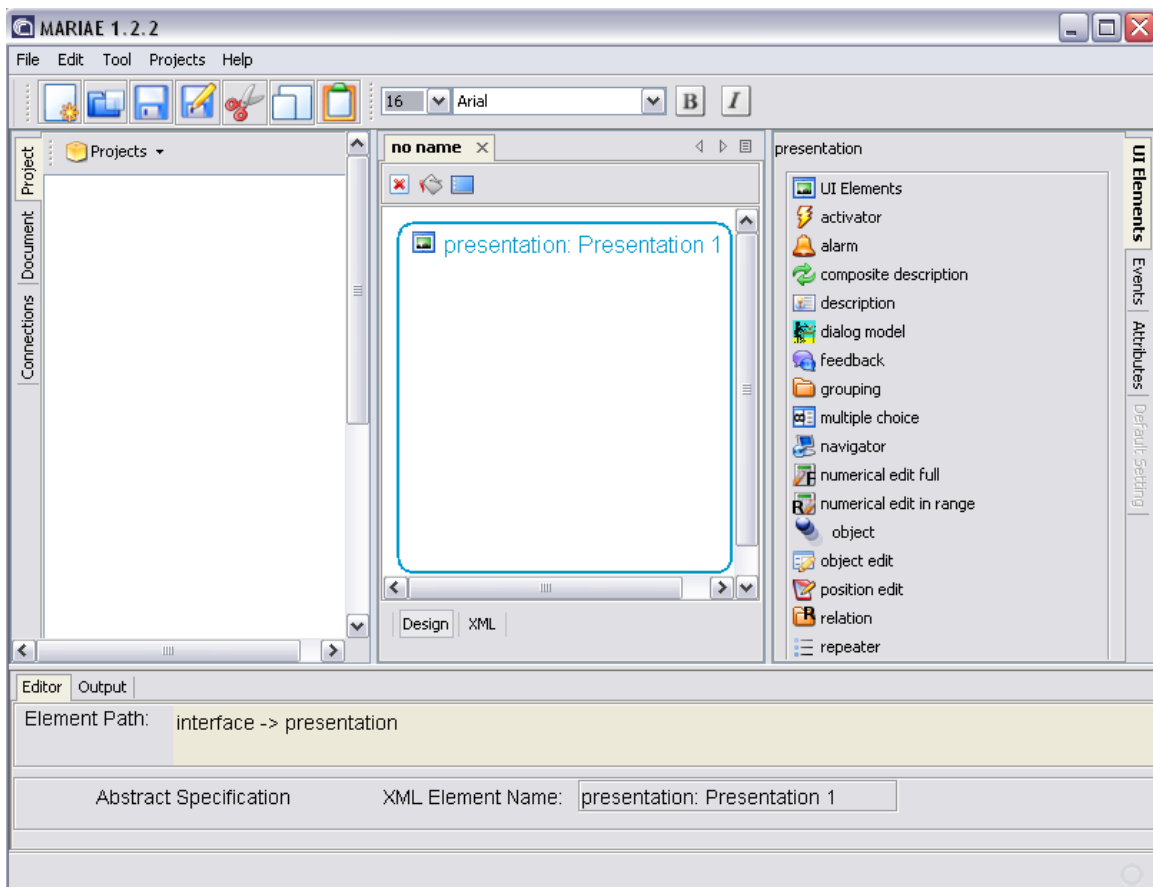 MARIAE 1.2.2
File Edit Tool Projects Help
16 Arial B I
Project
Document
Connections
Projects
no name
presentation: Presentation 1
Design XML
presentation
UI Elements
activator
alarm
composite description
description
dialog model
feedback
grouping
multiple choice
navigator
numerical edit full
numerical edit in range
object
object edit
position edit
relation
repeater
UI Elements
Events
Attributes
Default Setting
Editor Output
Element Path: interface -> presentation
Abstract Specification XML Element Name: presentation: Presentation 1